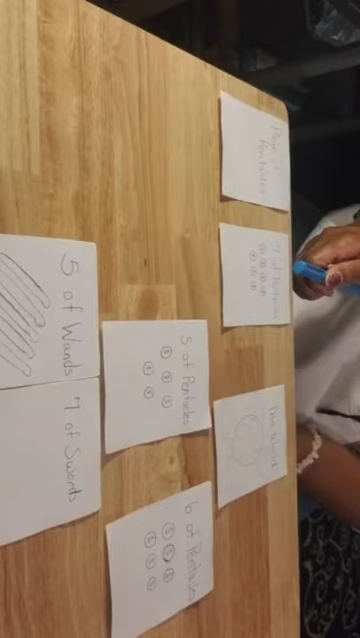 Page of
Pentacles
7 of Pentacles
The World
5 of Pentacles
6 of Pentacles
5 of Wands
7 of Swords